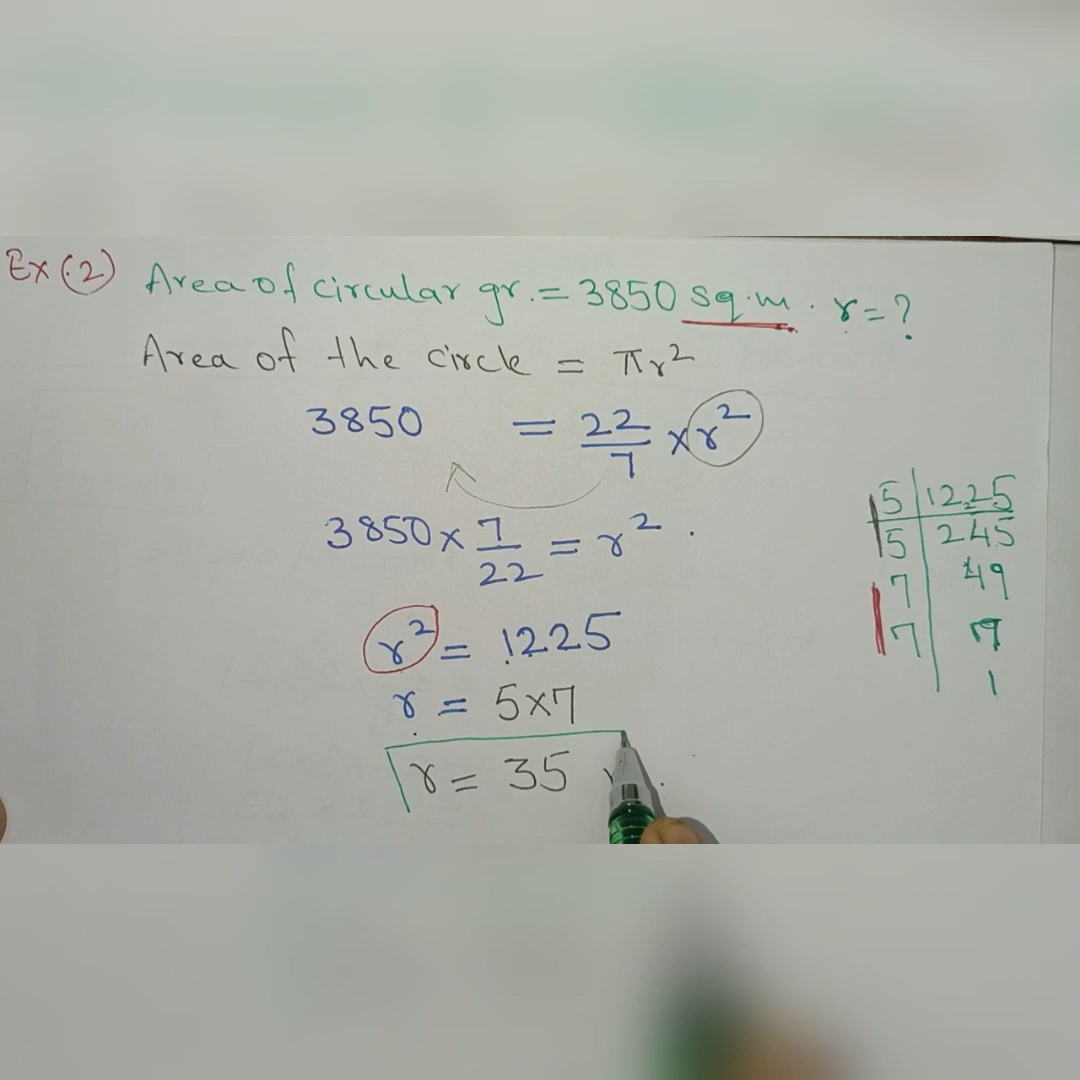 Ex(2) Area of circular gr. = 3850 sq.m. r = ?
Area of the circle = πr²
3850 = 22/7 × r²
3850 × 7/22 = r².
r² = 1225
r = 5×7
r = 35
5 | 1225
5 | 245
7 | 49
7 | 7
1